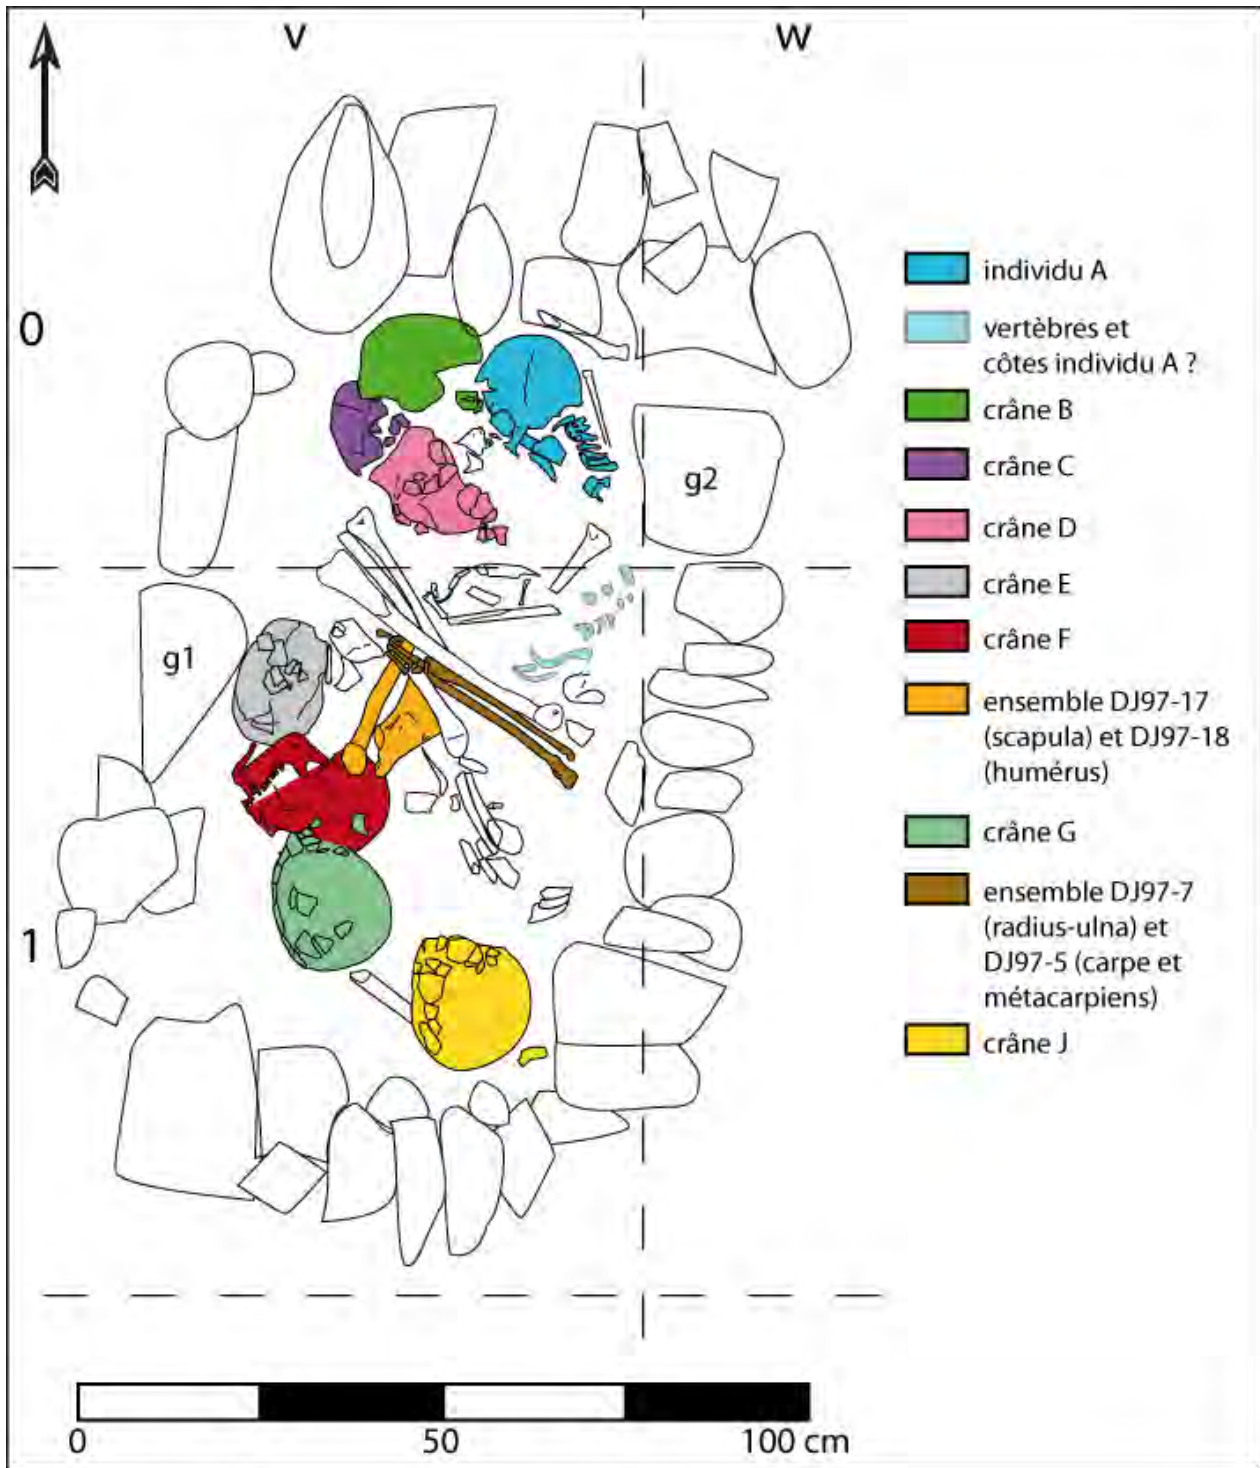 V W
0
1
g2
g1
individu A
vertèbres et
côtes individu A ?
crâne B
crâne C
crâne D
crâne E
crâne F
ensemble DJ97-17
(scapula) et DJ97-18
(humérus)
crâne G
ensemble DJ97-7
(radius-ulna) et
DJ97-5 (carpe et
métacarpiens)
crâne J
0 50 100 cm